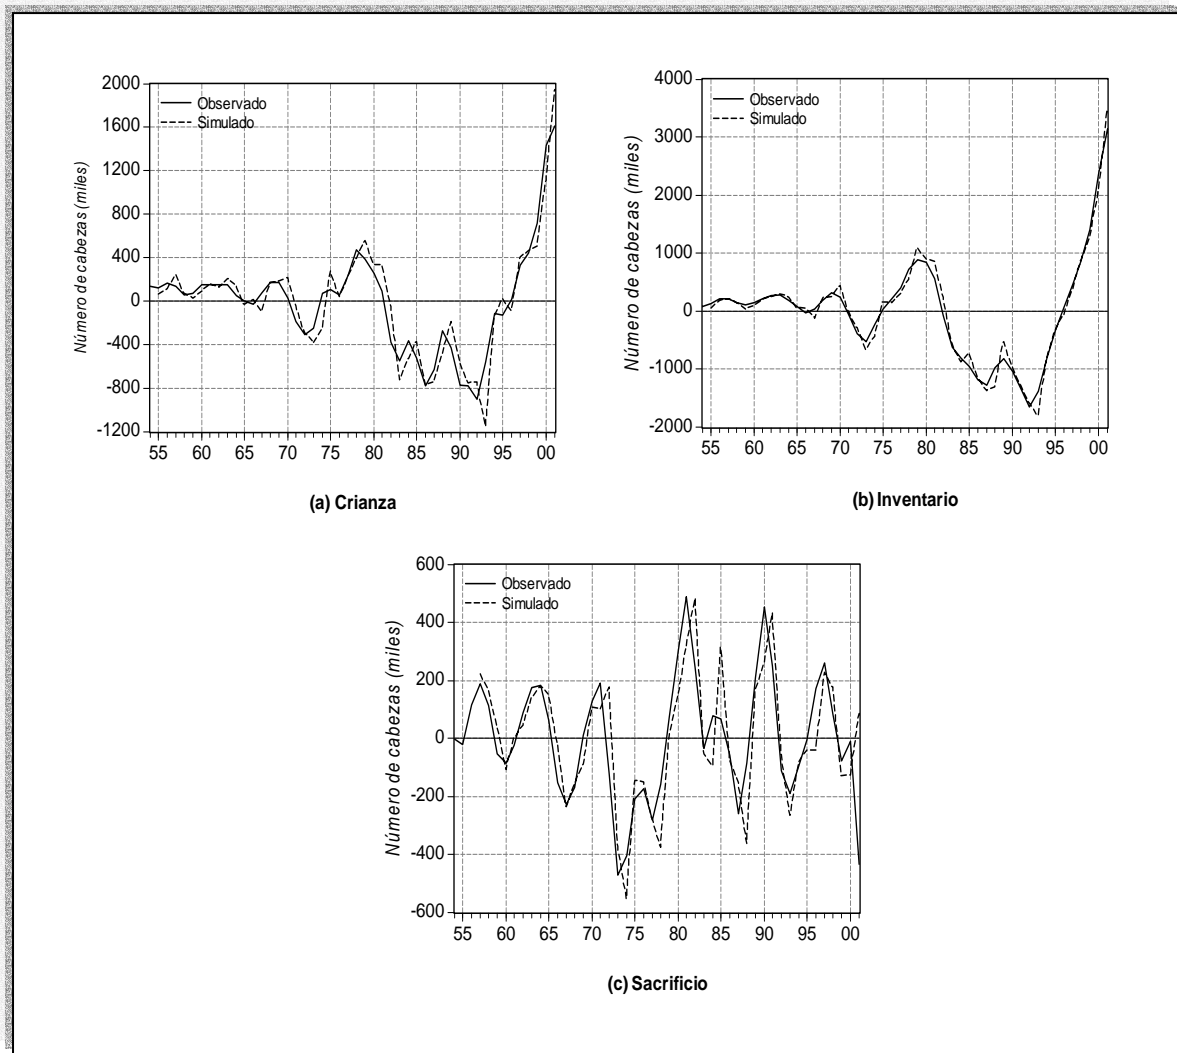 2000
1600
1200
800
400
0
-400
-800
-1200
Número de cabezas (miles)
Observado
Simulado
55 60 65 70 75 80 85 90 95 00
(a) Crianza
4000
3000
2000
1000
0
-1000
-2000
Número de cabezas (miles)
Observado
Simulado
55 60 65 70 75 80 85 90 95 00
(b) Inventario
600
400
200
0
-200
-400
-600
Número de cabezas (miles)
Observado
Simulado
55 60 65 70 75 80 85 90 95 00
(c) Sacrificio